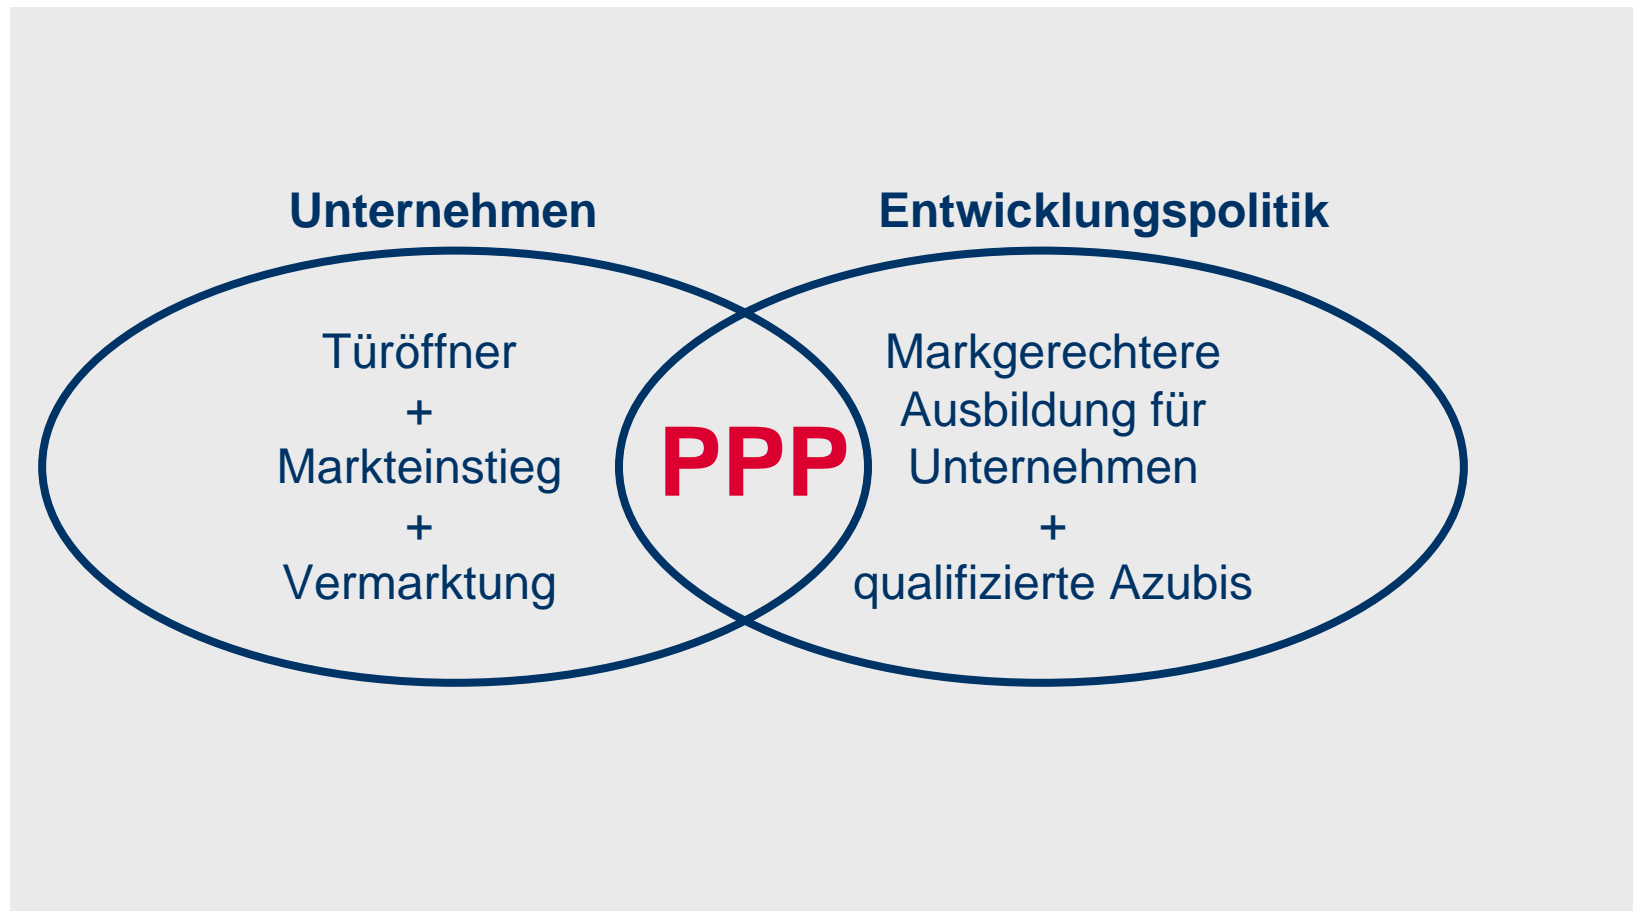 Unternehmen
Türöffner
+
Markteinstieg
+
Vermarktung
PPP
Entwicklungspolitik
Markgerechtere
Ausbildung für
Unternehmen
+
qualifizierte Azubis